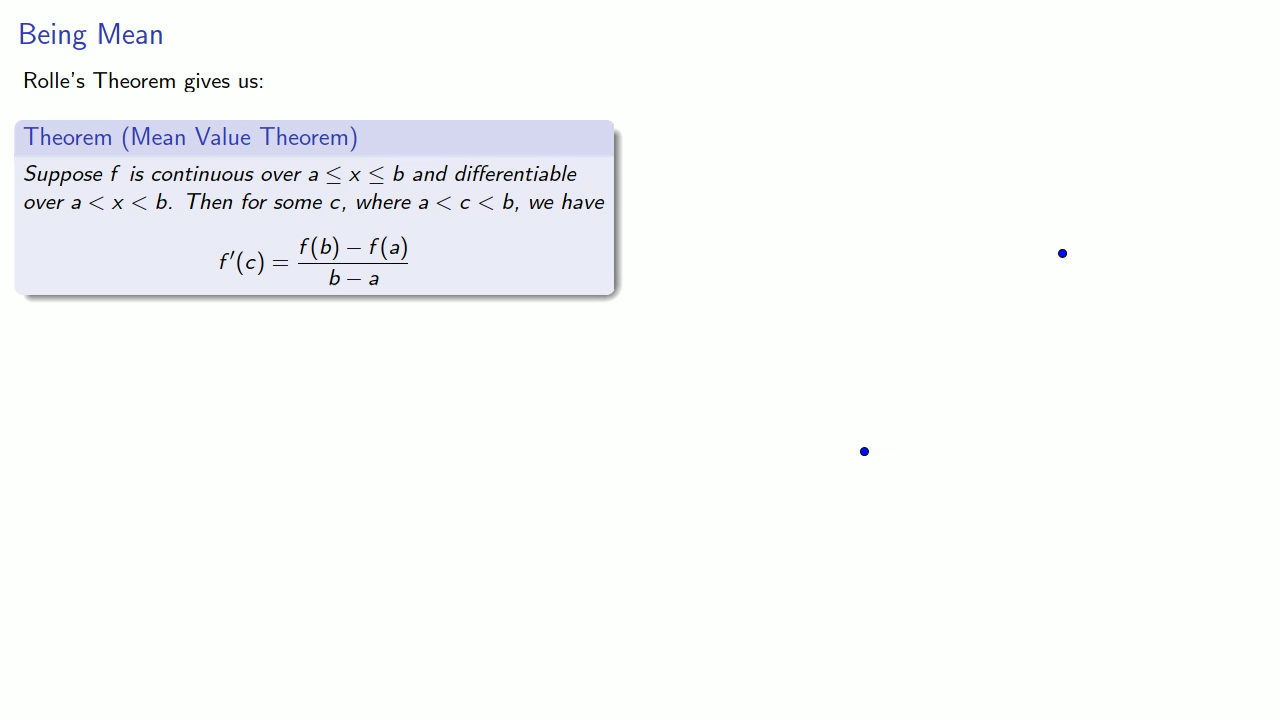 Being Mean
Rolle's Theorem gives us:
Theorem (Mean Value Theorem)
Suppose f is continuous over a ≤ x ≤ b and differentiable
over a < x < b. Then for some c, where a < c < b, we have
f′(c) = \frac{f(b) − f(a)}{b − a}